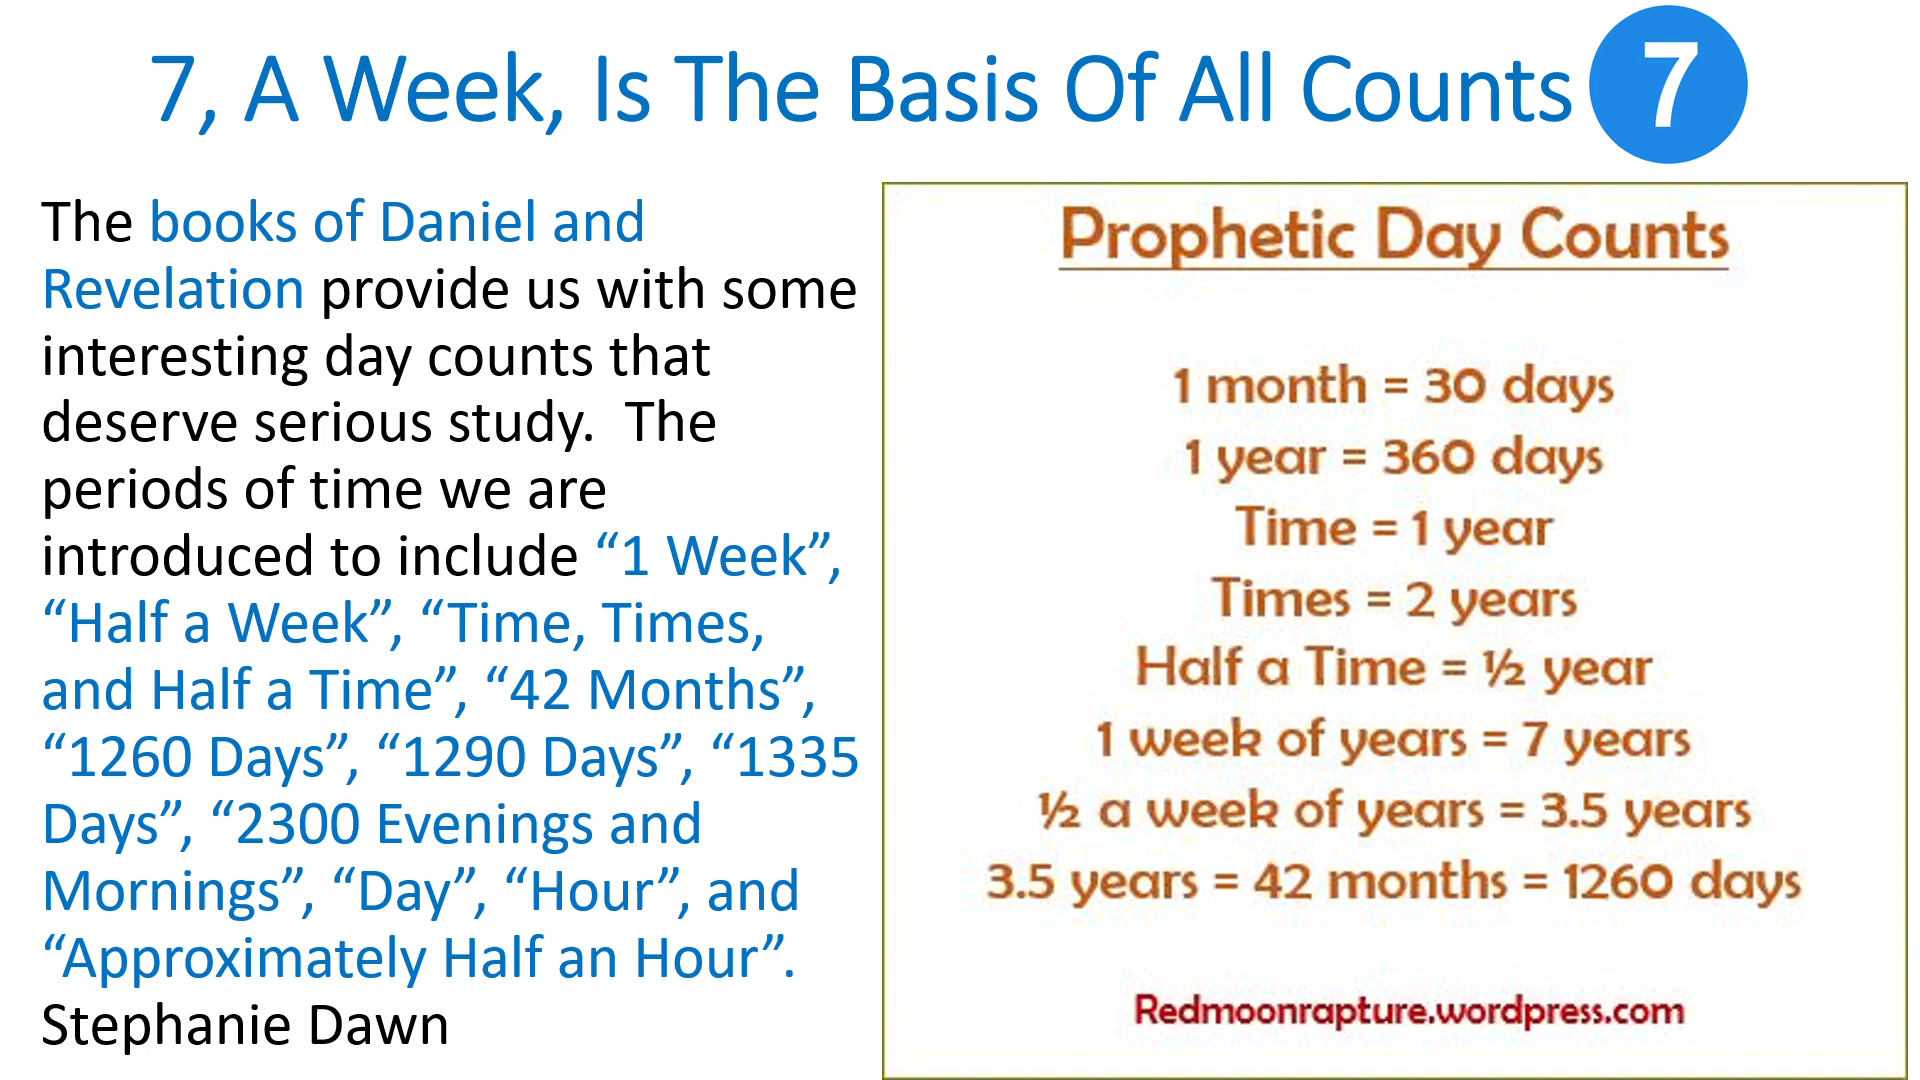 7, A Week, Is The Basis Of All Counts
7
The books of Daniel and
Revelation provide us with some
interesting day counts that
deserve serious study.  The
periods of time we are
introduced to include “1 Week”,
“Half a Week”, “Time, Times,
and Half a Time”, “42 Months”,
“1260 Days”, “1290 Days”, “1335
Days”, “2300 Evenings and
Mornings”, “Day”, “Hour”, and
“Approximately Half an Hour”.
Stephanie Dawn
Prophetic Day Counts
1 month = 30 days
1 year = 360 days
Time = 1 year
Times = 2 years
Half a Time = ½ year
1 week of years = 7 years
½ a week of years = 3.5 years
3.5 years = 42 months = 1260 days
Redmoonrapture.wordpress.com